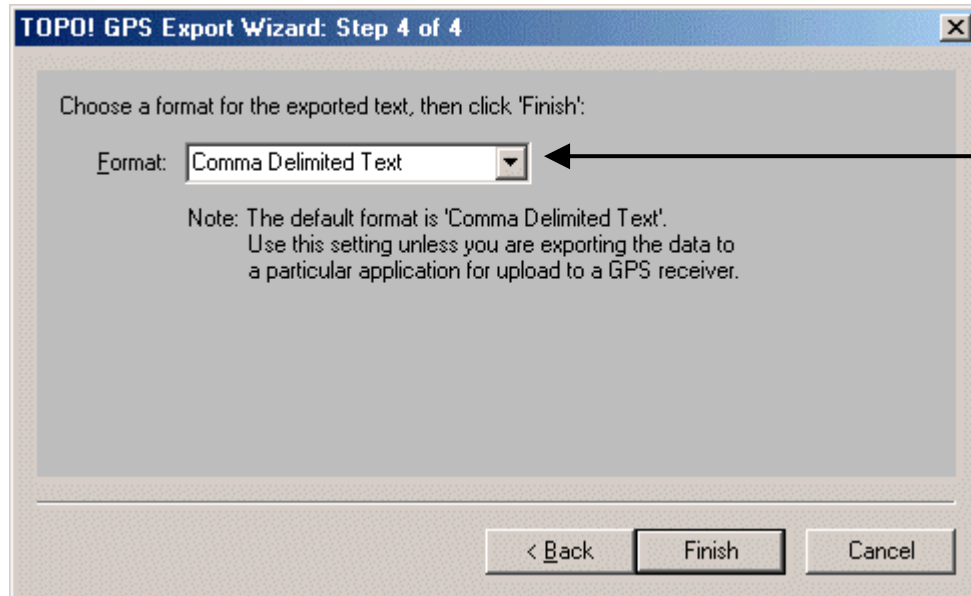 TOPO! GPS Export Wizard: Step 4 of 4
Choose a format for the exported text, then click 'Finish':
Format: Comma Delimited Text
Note: The default format is 'Comma Delimited Text'.
Use this setting unless you are exporting the data to
a particular application for upload to a GPS receiver.
< Back Finish Cancel